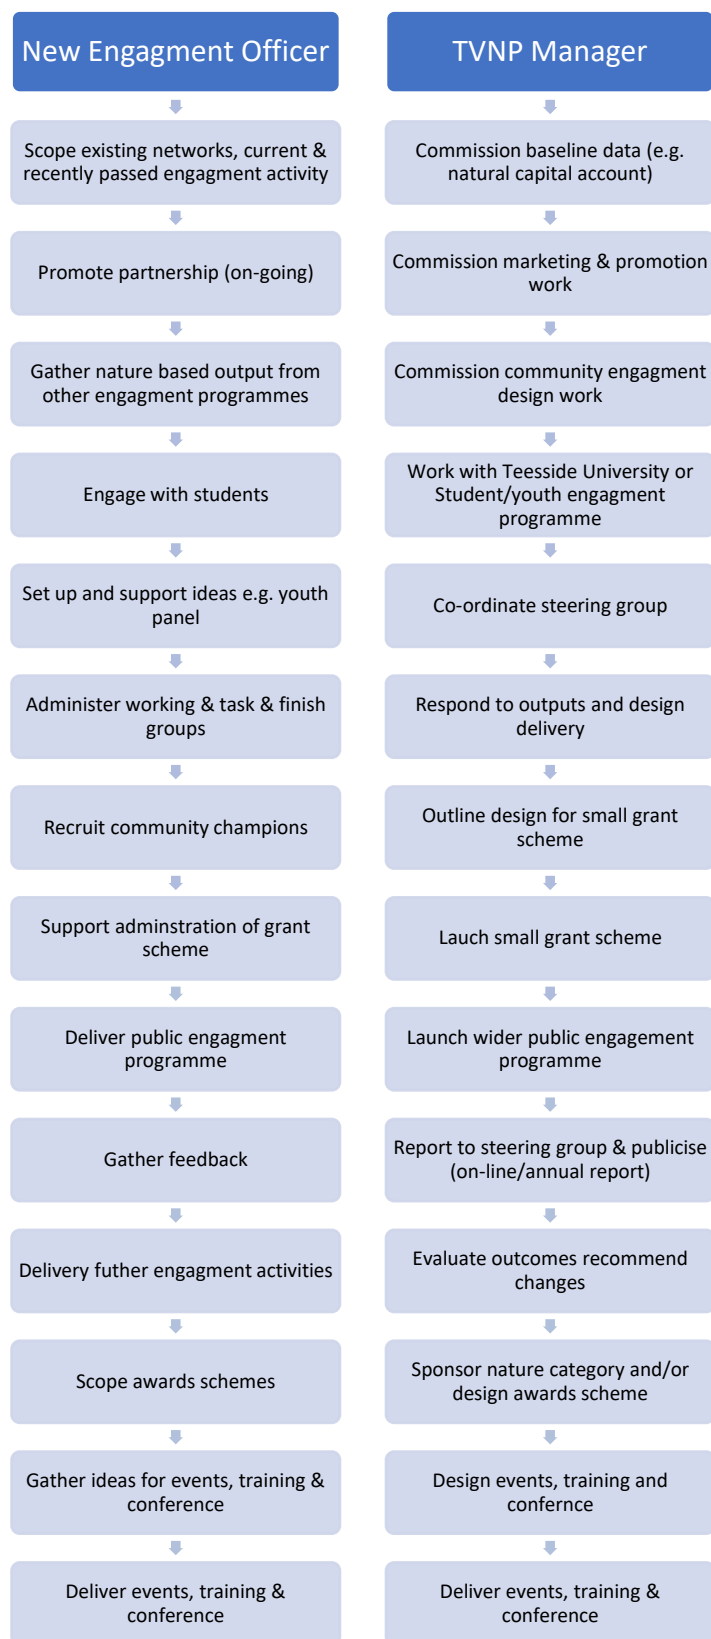 New Engagment Officer
Scope existing networks, current &
recently passed engagment activity
Promote partnership (on-going)
Gather nature based output from
other engagment programmes
Engage with students
Set up and support ideas e.g. youth
panel
Administer working & task & finish
groups
Recruit community champions
Support adminstration of grant
scheme
Deliver public engagment
programme
Gather feedback
Delivery futher engagment activities
Scope awards schemes
Gather ideas for events, training &
conference
Deliver events, training &
conference
TVNP Manager
Commission baseline data (e.g.
natural capital account)
Commission marketing & promotion
work
Commission community engagment
design work
Work with Teesside University or
Student/youth engagment
programme
Co-ordinate steering group
Respond to outputs and design
delivery
Outline design for small grant
scheme
Lauch small grant scheme
Launch wider public engagement
programme
Report to steering group & publicise
(on-line/annual report)
Evaluate outcomes recommend
changes
Sponsor nature category and/or
design awards scheme
Design events, training and
confernce
Deliver events, training &
conference